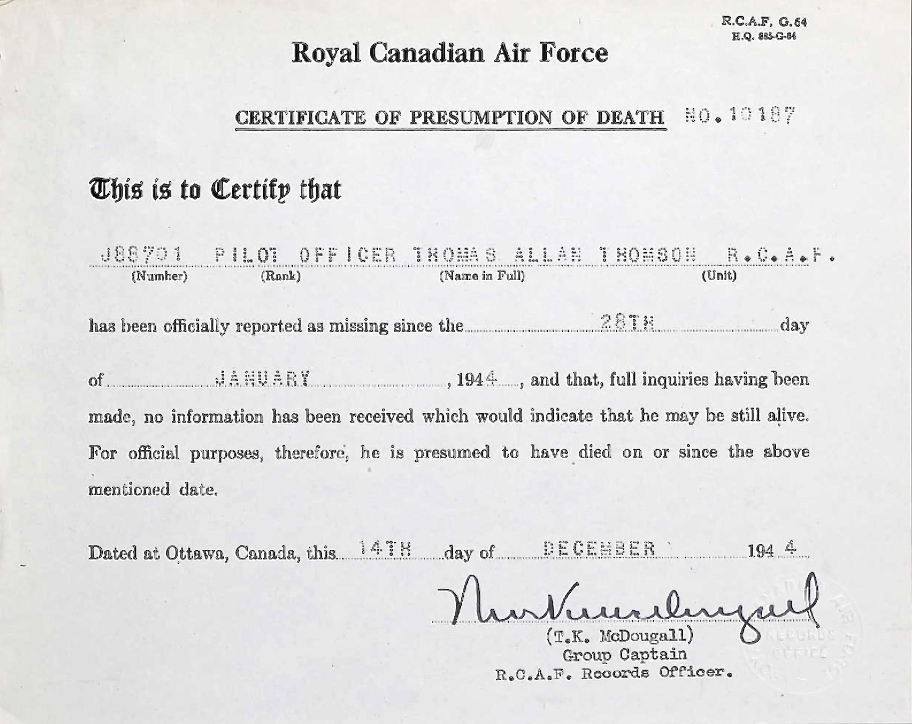 R.C.A.F. G.64
H.Q. 885-G-64
Royal Canadian Air Force
CERTIFICATE OF PRESUMPTION OF DEATH NO. 10187
This is to Certify that
J88701 PILOT OFFICER THOMAS ALLAN THOMSON R.C.A.F.
(Number) (Rank) (Name in Full) (Unit)
has been officially reported as missing since the 28TH day
of JANUARY, 1944, and that, full inquiries having been
made, no information has been received which would indicate that he may be still alive.
For official purposes, therefore, he is presumed to have died on or since the above
mentioned date.
Dated at Ottawa, Canada, this 14TH day of DECEMBER 1944
(T.K. McDougall)
Group Captain
R.C.A.F. Records Officer.
RECORDS
OFFICE